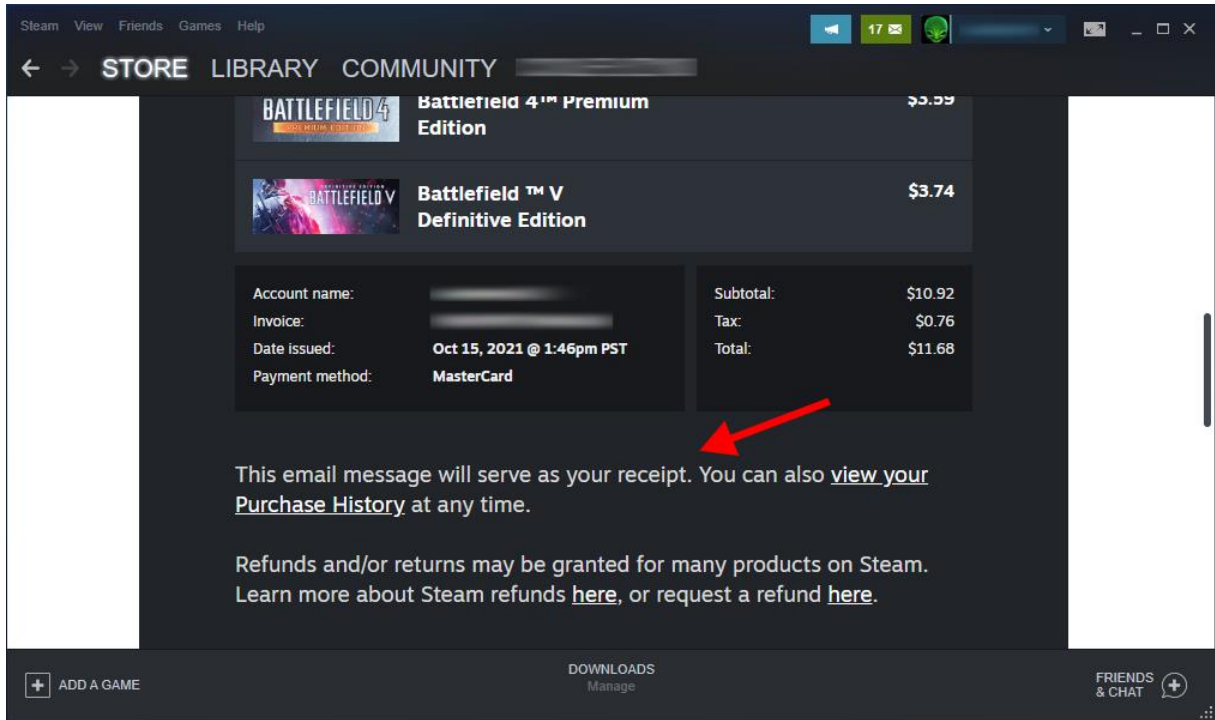 Steam View Friends Games Help
17
STORE LIBRARY COMMUNITY
BATTLEFIELD 4
PREMIUM EDITION
Battlefield 4™ Premium
Edition
$3.59
DEFINITIVE EDITION
BATTLEFIELD V
Battlefield ™ V
Definitive Edition
$3.74
Account name:
Invoice:
Date issued: Oct 15, 2021 @ 1:46pm PST
Payment method: MasterCard
Subtotal: $10.92
Tax: $0.76
Total: $11.68
This email message will serve as your receipt. You can also view your
Purchase History at any time.
Refunds and/or returns may be granted for many products on Steam.
Learn more about Steam refunds here, or request a refund here.
ADD A GAME
DOWNLOADS
Manage
FRIENDS
& CHAT